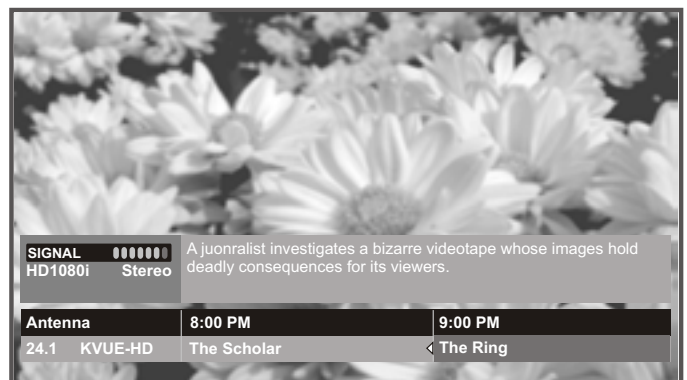 SIGNAL
HD1080i Stereo
A juonralist investigates a bizarre videotape whose images hold
deadly consequences for its viewers.
Antenna 8:00 PM 9:00 PM
24.1 KVUE-HD The Scholar The Ring